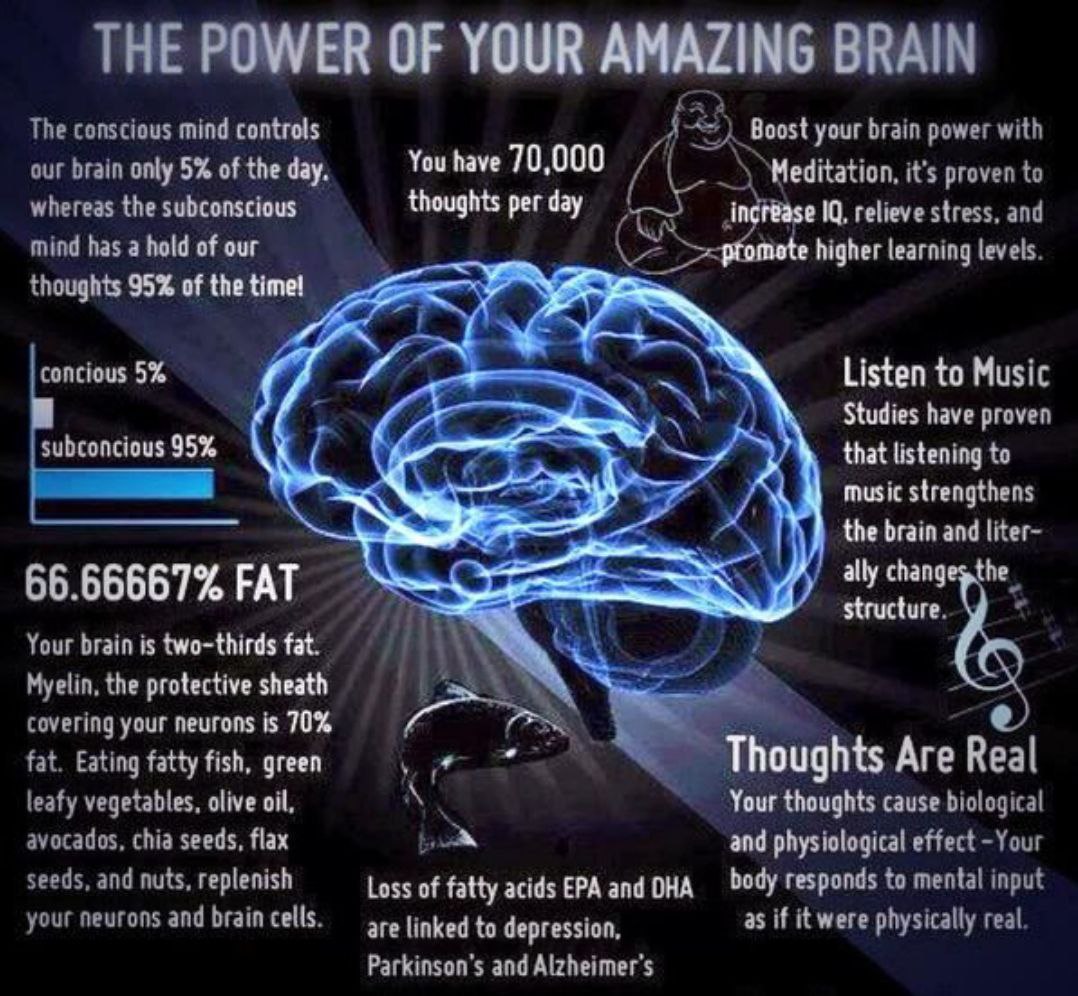 THE POWER OF YOUR AMAZING BRAIN
The conscious mind controls
our brain only 5% of the day,
whereas the subconscious
mind has a hold of our
thoughts 95% of the time!
You have 70,000
thoughts per day
Boost your brain power with
Meditation, it's proven to
increase IQ, relieve stress, and
promote higher learning levels.
concious 5%
subconcious 95%
Listen to Music
Studies have proven
that listening to
music strengthens
the brain and liter-
ally changes the
structure.
66.66667% FAT
Your brain is two-thirds fat.
Myelin, the protective sheath
covering your neurons is 70%
fat. Eating fatty fish, green
leafy vegetables, olive oil,
avocados, chia seeds, flax
seeds, and nuts, replenish
your neurons and brain cells.
Loss of fatty acids EPA and DHA
are linked to depression,
Parkinson's and Alzheimer's
Thoughts Are Real
Your thoughts cause biological
and physiological effect -Your
body responds to mental input
as if it were physically real.